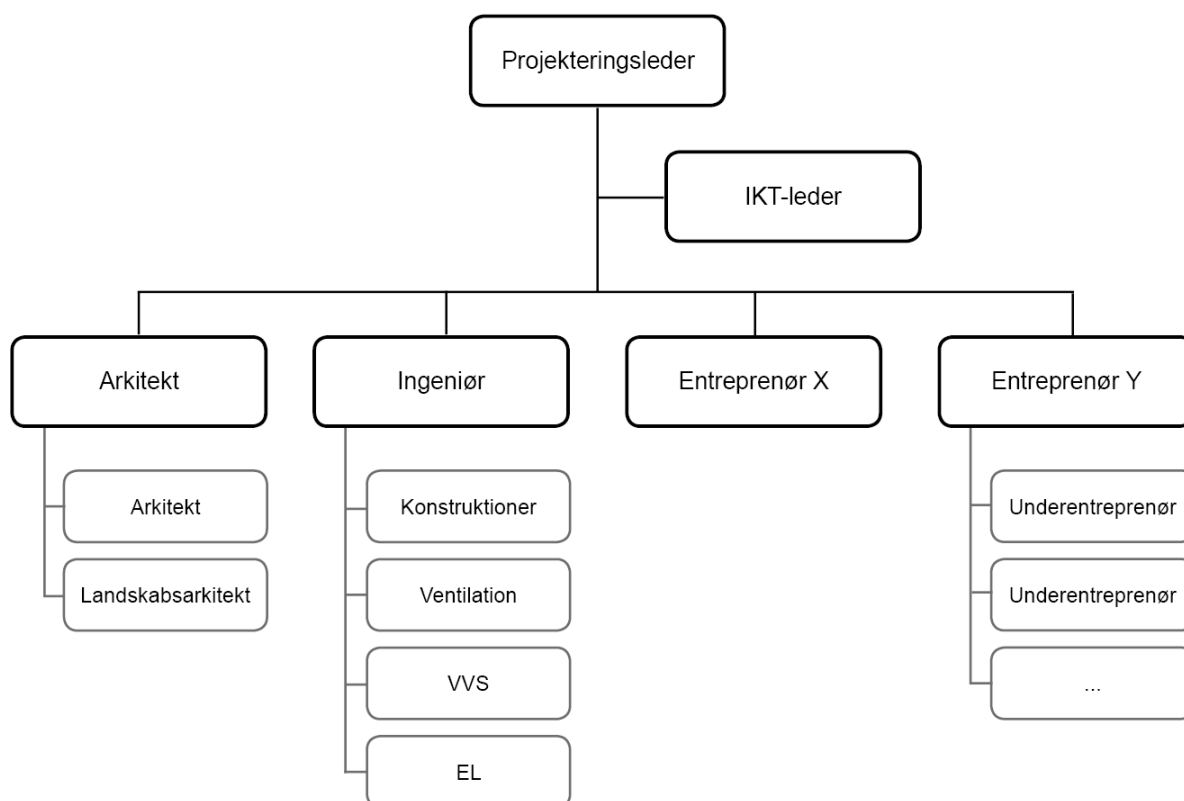 Projekteringsleder
IKT-leder
Arkitekt
Ingeniør
Entreprenør X
Entreprenør Y
Arkitekt
Landskabsarkitekt
Konstruktioner
Ventilation
VVS
EL
Underentreprenør
Underentreprenør
...